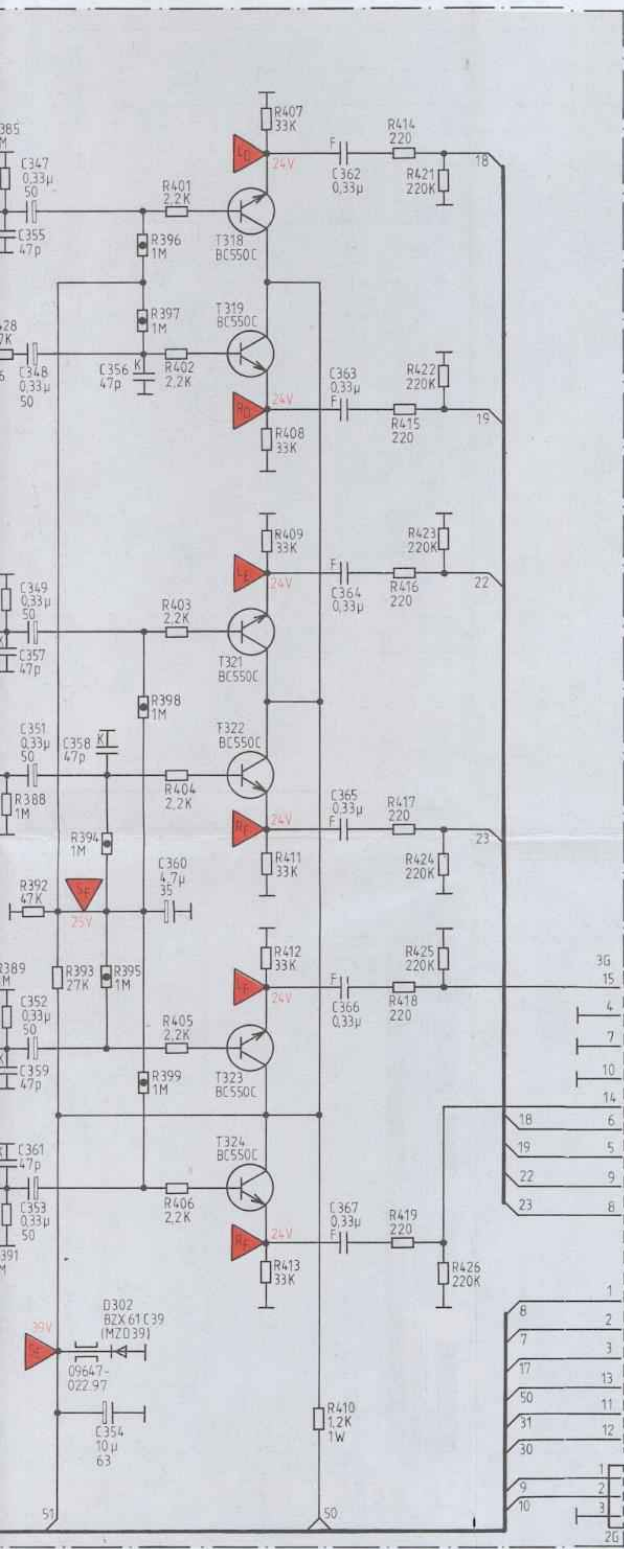 R407
33K
385
M
C347
0,33µ
50
L_D
24V
F
C362
0,33µ
R414
220
R421
220K
18
R401
2,2K
C355
47p
R396
1M
T318
BC550C
R397
1M
T319
BC550C
428
7K
6
C348
0,33µ
50
C356
47p
K
R402
2,2K
C363
0,33µ
F
R422
220K
R_D
24V
R415
220
19
R408
33K
R409
33K
R423
220K
24V
F
C364
0,33µ
R416
220
22
C349
0,33µ
50
R403
2,2K
K
C357
47p
T321
BC550C
R398
1M
C351
0,33µ
50
C358
47p
K
T322
BC550C
R388
1M
R404
2,2K
C365
0,33µ
F
R417
220
24V
23
R394
1M
R411
33K
R424
220K
C360
4,7µ
35
R392
47K
25V
R412
33K
R425
220K
3G
15
R389
M
R393
27K
R395
1M
L_F
24V
F
C366
0,33µ
R418
220
4
C352
0,33µ
50
R405
2,2K
7
K
C359
47p
R399
1M
T323
BC550C
10
14
18
6
T324
BC550C
19
5
K
C361
47p
22
9
C353
0,33µ
50
R406
2,2K
23
8
391
M
C367
0,33µ
F
R419
220
R_F
24V
R413
33K
R426
220K
D302
BZX 61 C39
(MZD39)
39V
09647-
022.97
8
1
7
2
17
3
50
13
31
11
30
12
C354
10µ
63
R410
1,2K
1W
9
1
10
2
3
51
50
2G